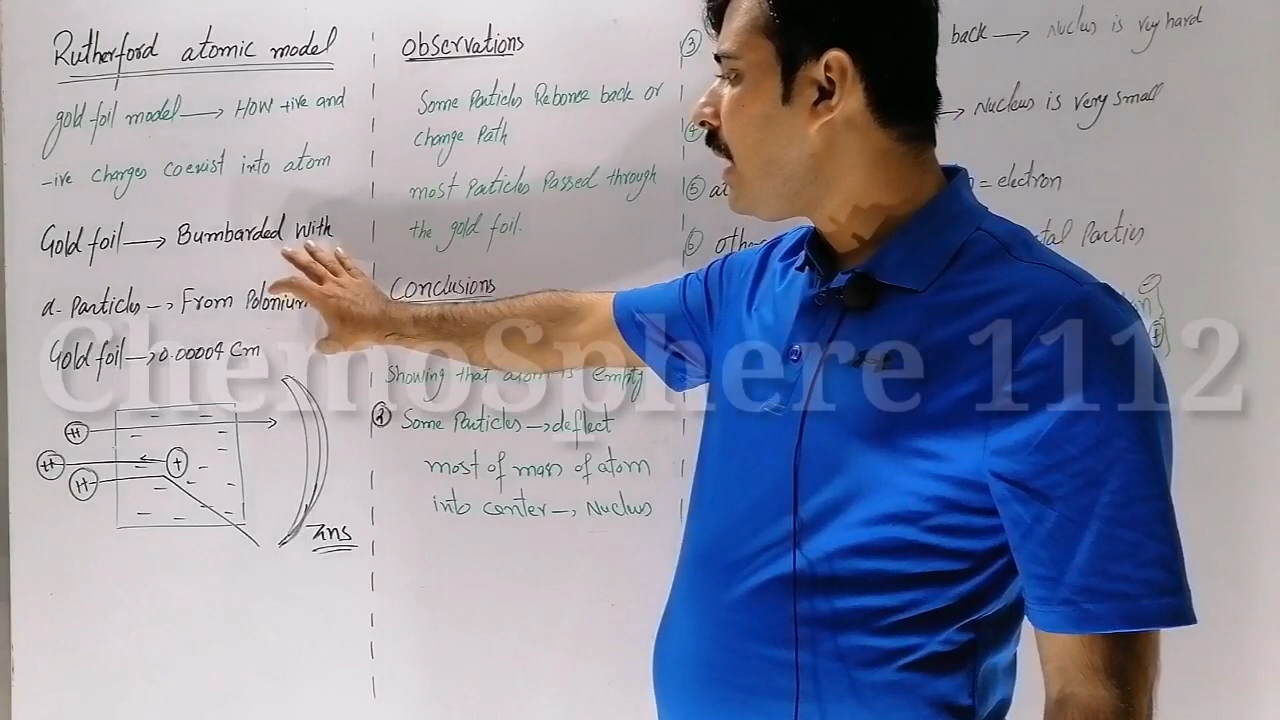 Rutherford atomic model
gold foil model → How +ive and
-ive charges coexist into atom
Gold foil → Bumbarded with
α-Particles → From Polonium
Gold foil → 0.00004 Cm
++
++
++
+
Zns
Observations
Some Particles Rebonse back or
change Path
most Particles Passed through
the gold foil.
Conclusions
Showing that atom is empty
② Some Particles → deflect
most of mass of atom
into center → Nucleus
③ back → Nucleus is vry hard
④ → Nucleus is very small
⑤ = electron
⑥
ChemoSphere 1112